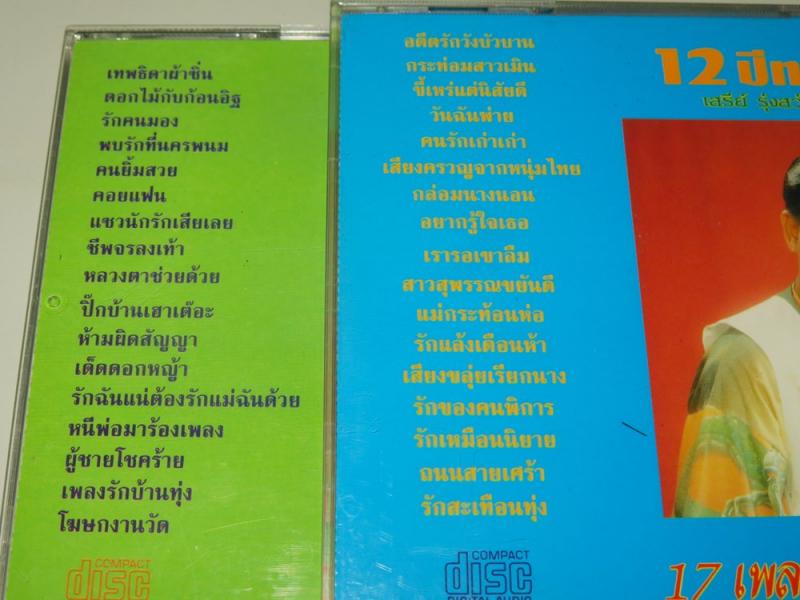 เทพธิดาผ้าซิ่น
ดอกไม้กับก้อนอิฐ
รักคนมอง
พบรักที่นครพนม
คนยิ้มสวย
คอยแฟน
แซวนักรักเสียเลย
ชีพจรลงเท้า
หลวงตาช่วยด้วย
ปิ๊กบ้านเฮาเต๊อะ
ห้ามผิดสัญญา
เด็ดดอกหญ้า
รักฉันแน่ต้องรักแม่ฉันด้วย
หนีพ่อมาร้องเพลง
ผู้ชายโชคร้าย
เพลงรักบ้านทุ่ง
โฆษกงานวัด
COMPACT
disc
อดีตรักวังบัวบาน
กระท่อมสาวเมิน
ขี้เหร่แต่นิสัยดี
วันฉันพ่าย
คนรักเก่าเก่า
เสียงครวญจากหนุ่มไทย
กล่อมนางนอน
อยากรู้ใจเธอ
เรารอเขาลืม
สาวสุพรรณขยันดี
แม่กระท้อนห่อ
รักแล้งเดือนห้า
เสียงขลุ่ยเรียกนาง
รักของคนพิการ
รักเหมือนนิยาย
ถนนสายเศร้า
รักสะเทือนทุ่ง
COMPACT
disc
DIGITAL AUDIO
12 ปี
เสรีย์ รุ่ง
17 เพล